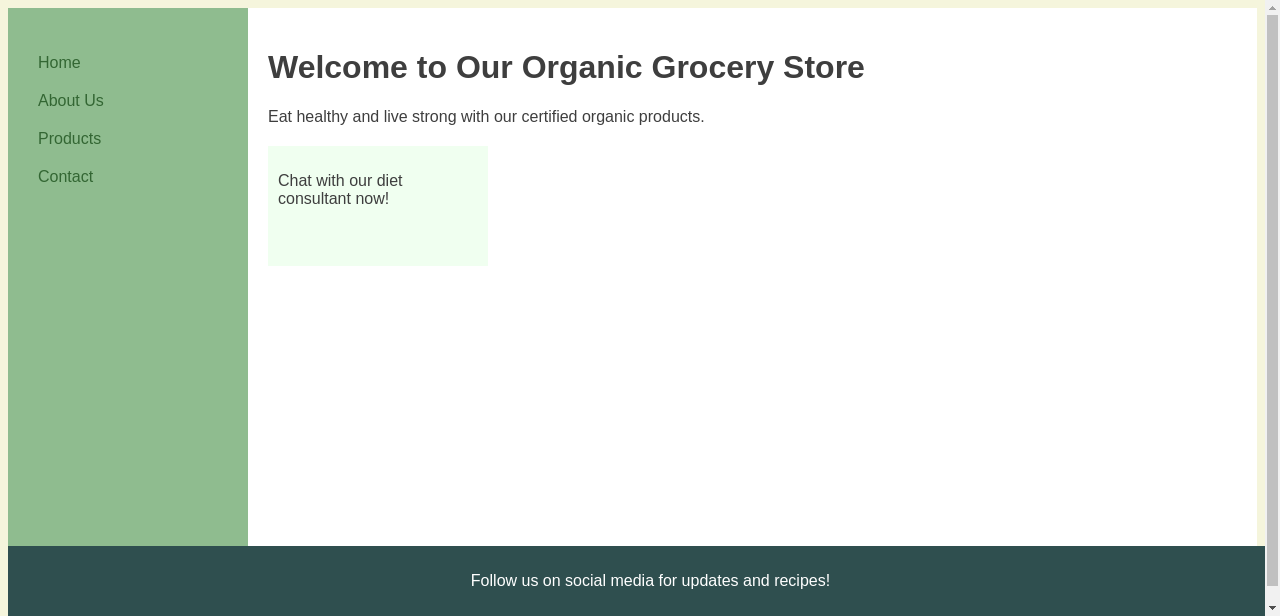 Home
About Us
Products
Contact
Welcome to Our Organic Grocery Store
Eat healthy and live strong with our certified organic products.
Chat with our diet
consultant now!
Follow us on social media for updates and recipes!